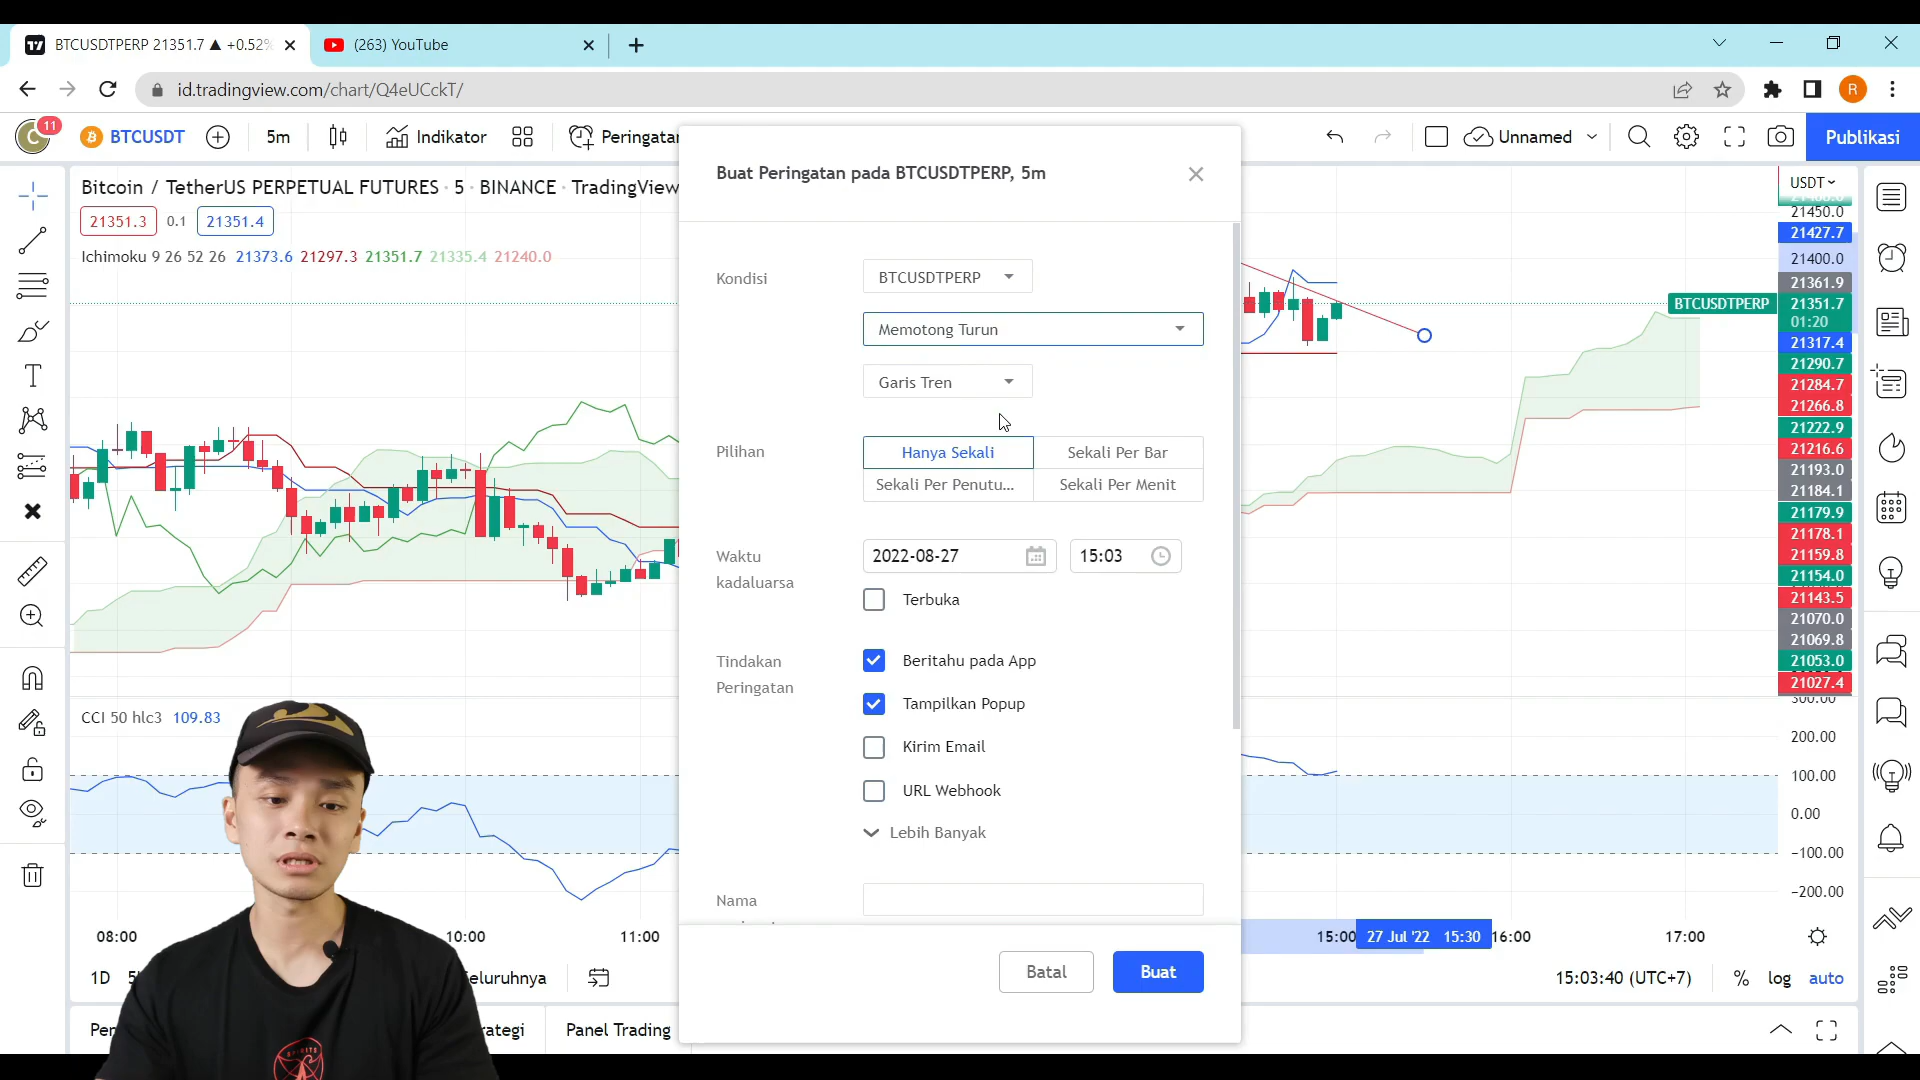 BTCUSDTPERP 21351.7 ▲ +0.52%
(263) YouTube
id.tradingview.com/chart/Q4eUCckT/
R
C
11
BTCUSDT
5m
Indikator
Peringatan
Unnamed
Publikasi
Bitcoin / TetherUS PERPETUAL FUTURES · 5 · BINANCE · TradingView
21351.3
0.1
21351.4
Ichimoku 9 26 52 26 21373.6 21297.3 21351.7 21335.4 21240.0
Buat Peringatan pada BTCUSDTPERP, 5m
Kondisi
BTCUSDTPERP
Memotong Turun
Garis Tren
Pilihan
Hanya Sekali
Sekali Per Bar
Sekali Per Penutu...
Sekali Per Menit
Waktu
kadaluarsa
2022-08-27
15:03
Terbuka
Tindakan
Peringatan
Beritahu pada App
Tampilkan Popup
Kirim Email
URL Webhook
Lebih Banyak
Nama
Batal
Buat
USDT
21450.0
21427.7
21400.0
21361.9
BTCUSDTPERP
21351.7
01:20
21317.4
21290.7
21284.7
21266.8
21222.9
21216.6
21193.0
21184.1
21179.9
21178.1
21159.8
21154.0
21143.5
21070.0
21069.8
21053.0
21027.4
CCI 50 hlc3 109.83
300.00
200.00
100.00
0.00
−100.00
−200.00
08:00
10:00
11:00
15:00
27 Jul '22 15:30
16:00
17:00
1D
eluruhnya
15:03:40 (UTC+7)
%
log
auto
Per
rategi
Panel Trading
SPIRITS